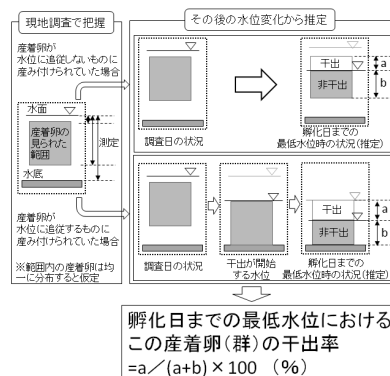 現地調査で把握
その後の水位変化から推定
産着卵が
水位に追従しないものに
産み付けられていた場合
水面
産着卵の
見られた
範囲
測定
水底
産着卵が
水位に追従するものに
産み付けられていた場合
※範囲内の産着卵は均
一に分布すると仮定
調査日の状況
干出
非干出
a
b
孵化日までの
最低水位時の状況(推定)
調査日の状況
干出が開始
する水位
干出
非干出
a
b
孵化日までの
最低水位時の状況(推定)
孵化日までの最低水位における
この産着卵(群)の干出率
=a/(a+b)×100 (%)